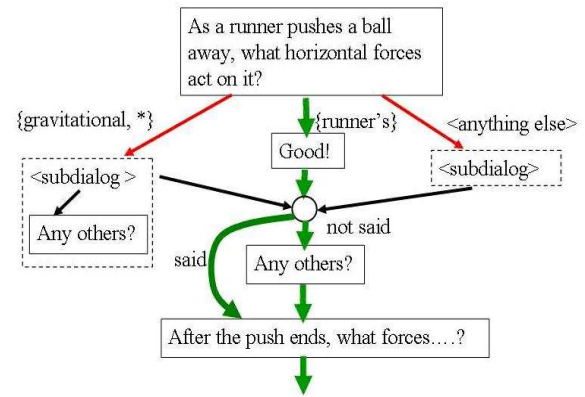 As a runner pushes a ball
away, what horizontal forces
act on it?
{gravitational, *}
{runner's}
<anything else>
Good!
<subdialog >
<subdialog>
Any others?
not said
said
Any others?
After the push ends, what forces….?